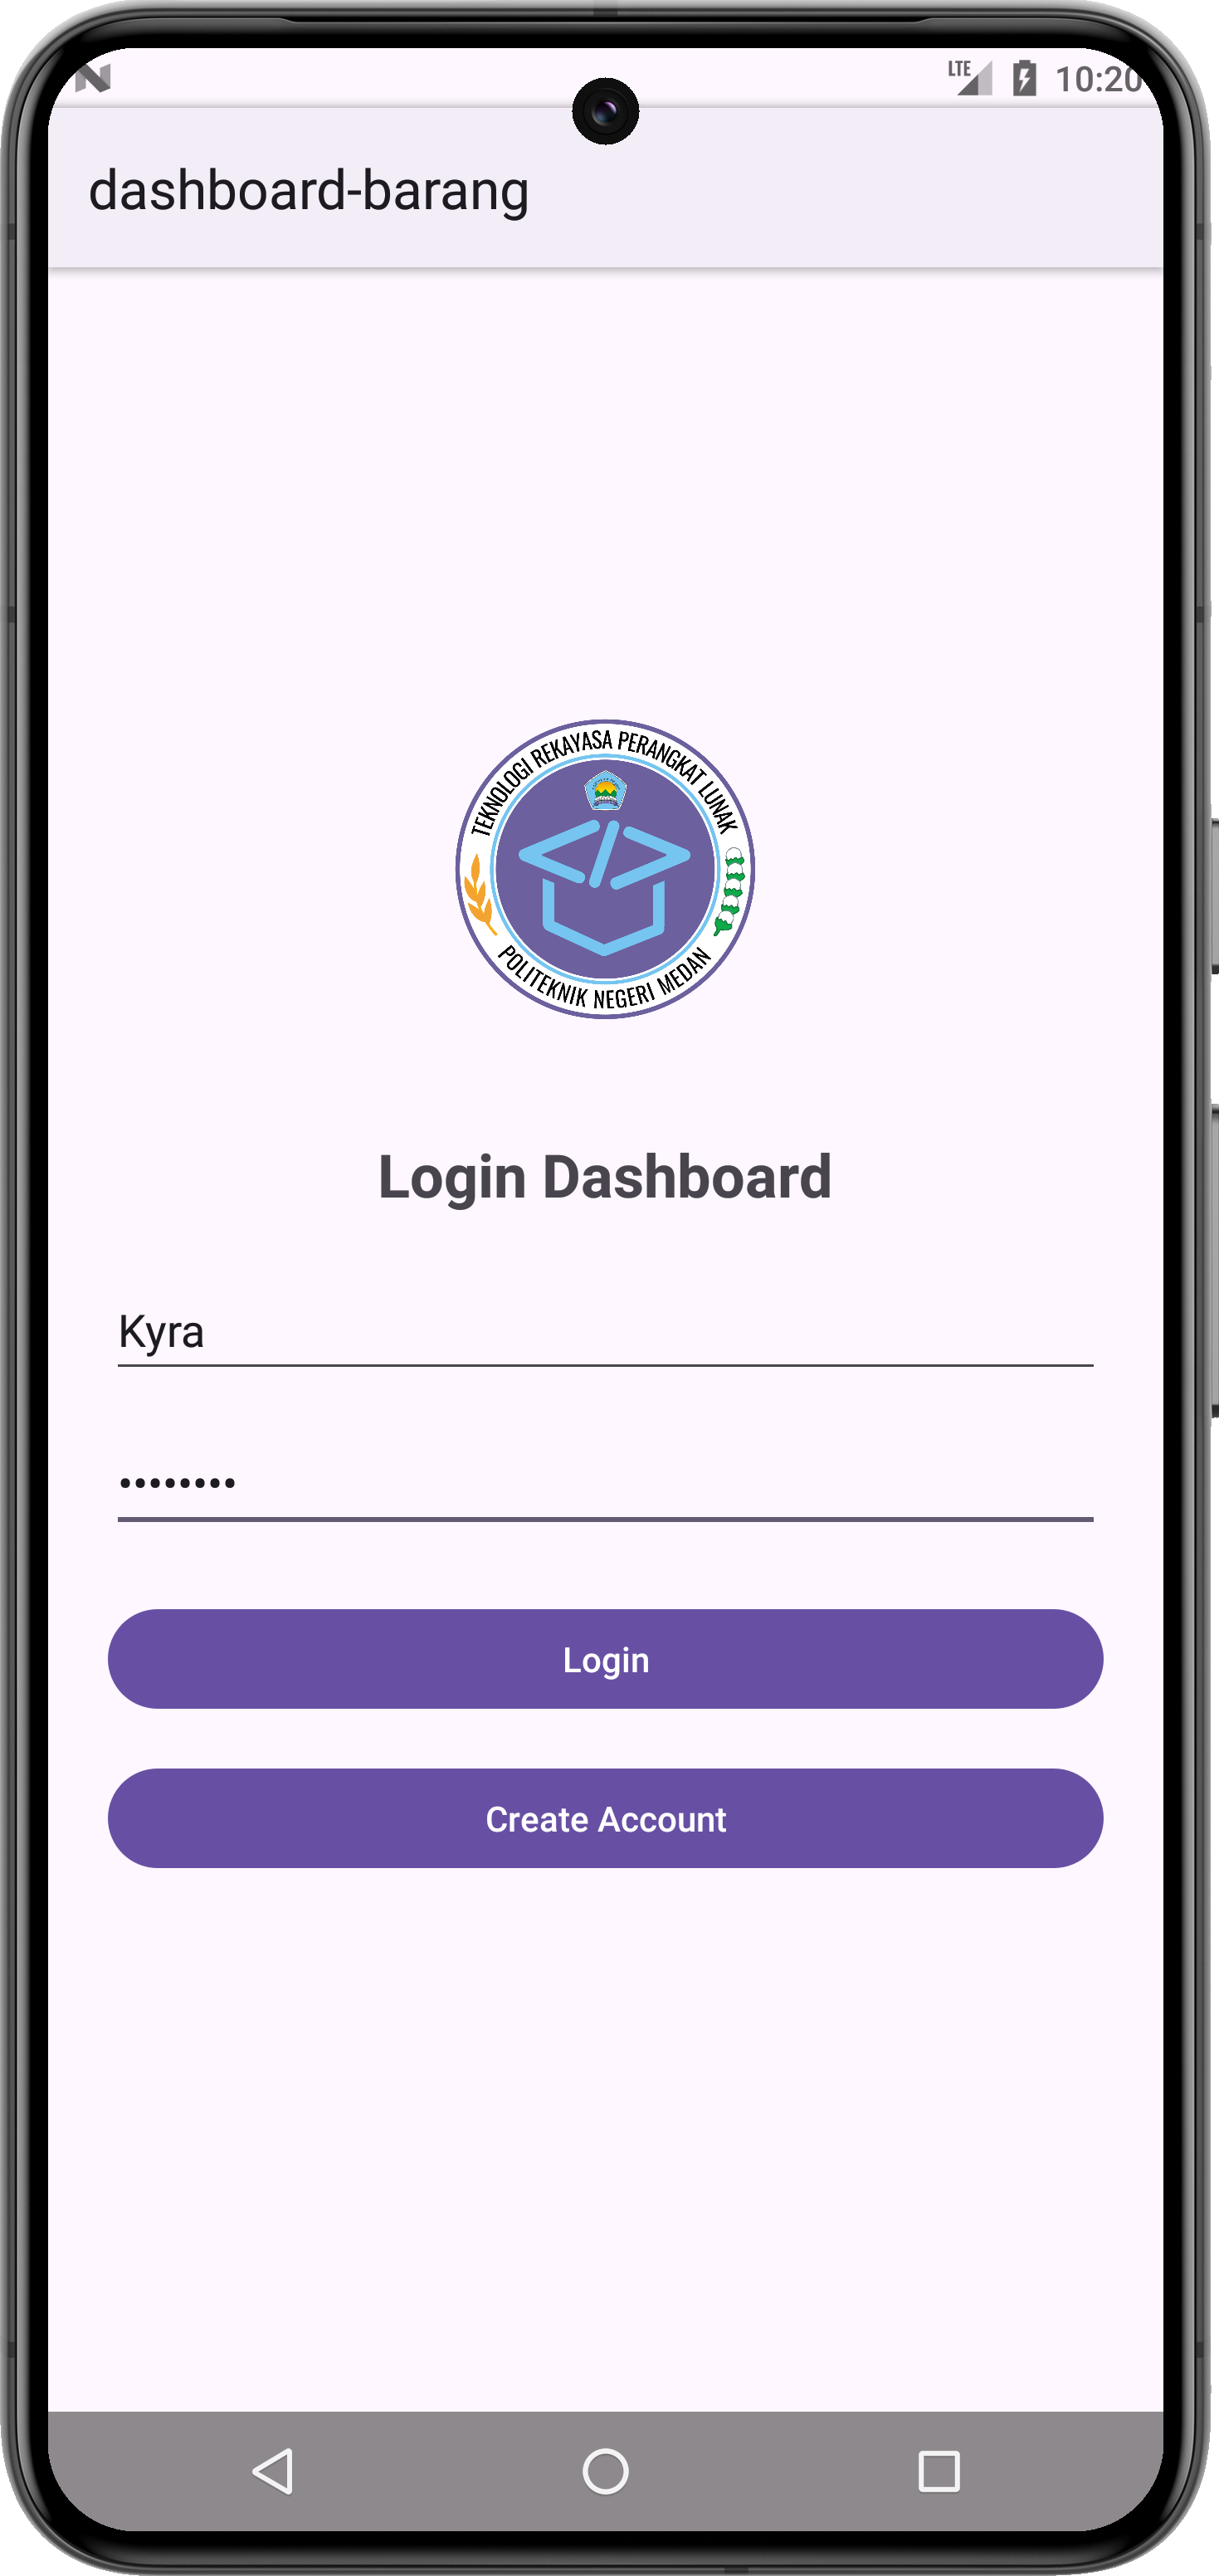 LTE 10:20
dashboard-barang
TEKNOLOGI REKAYASA PERANGKAT LUNAK
POLITEKNIK NEGERI MEDAN
Login Dashboard
Kyra
••••••••
Login
Create Account